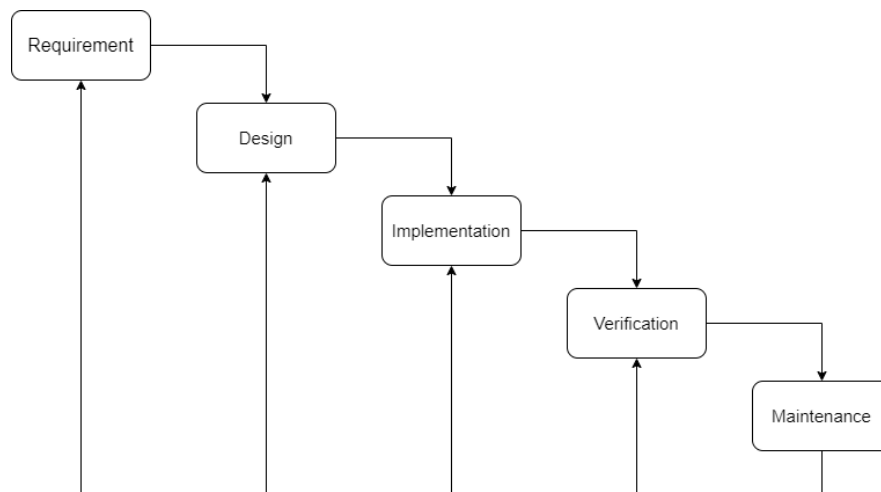 Requirement
Design
Implementation
Verification
Maintenance